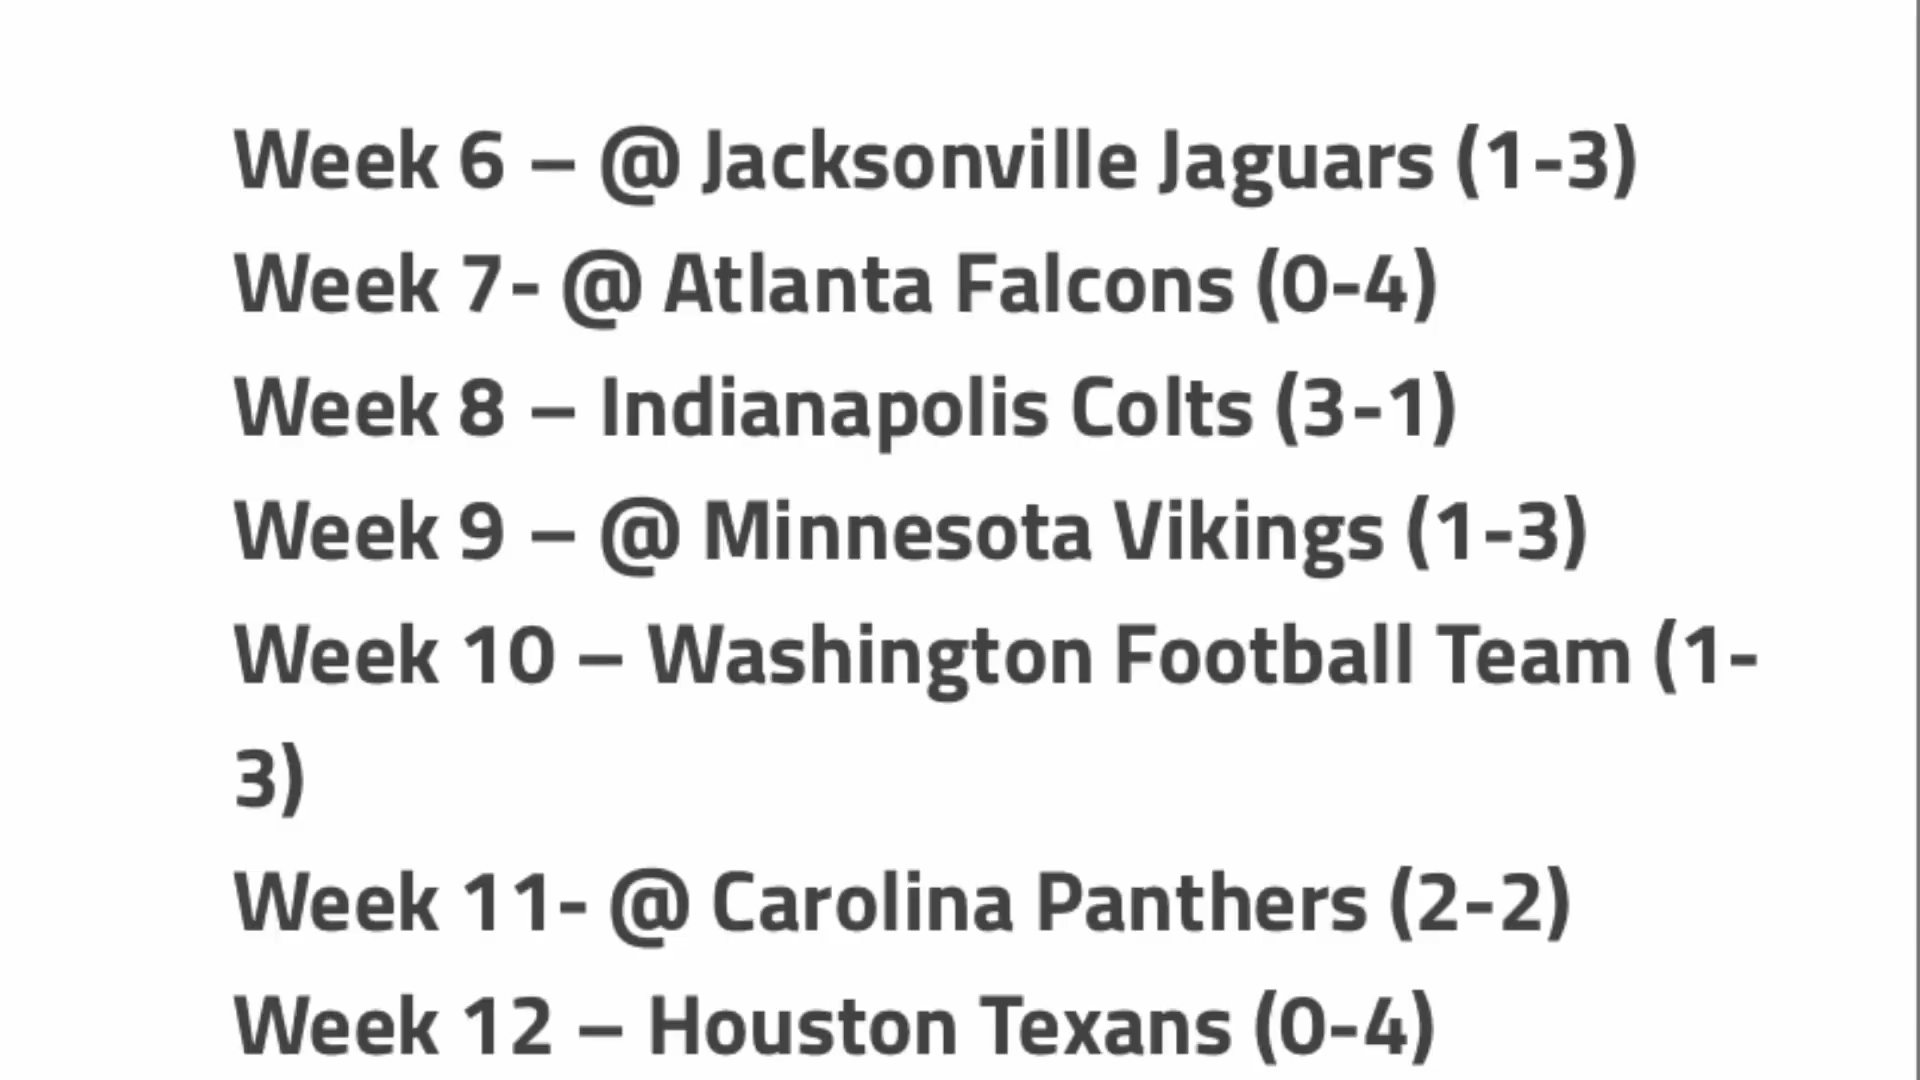 Week 6 – @ Jacksonville Jaguars (1-3)
Week 7- @ Atlanta Falcons (0-4)
Week 8 – Indianapolis Colts (3-1)
Week 9 – @ Minnesota Vikings (1-3)
Week 10 – Washington Football Team (1-
3)
Week 11- @ Carolina Panthers (2-2)
Week 12 – Houston Texans (0-4)